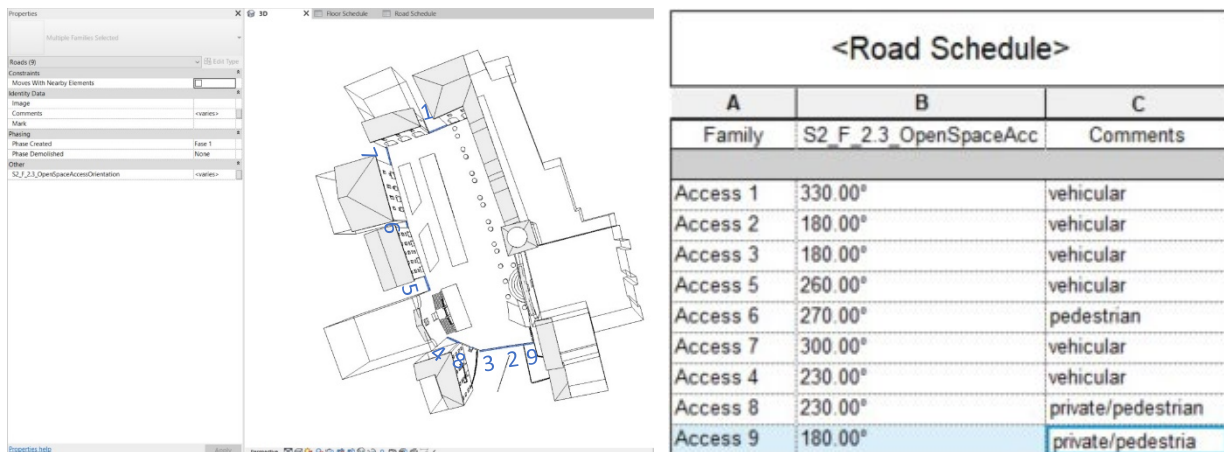 Properties X
Multiple Families Selected
Roads (9) Edit Type
Constraints
Moves With Nearby Elements
Identity Data
Image
Comments <varies>
Mark
Phasing
Phase Created Fase 1
Phase Demolished None
Other
S2_F_2.3_OpenSpaceAccessOrientation <varies>
Properties help Apply
3D X Floor Schedule Road Schedule
1
7
6
5
4 8 3 2 9
<Road Schedule>
A B C
Family S2_F_2.3_OpenSpaceAcc Comments
Access 1 330.00° vehicular
Access 2 180.00° vehicular
Access 3 180.00° vehicular
Access 5 260.00° vehicular
Access 6 270.00° pedestrian
Access 7 300.00° vehicular
Access 4 230.00° vehicular
Access 8 230.00° private/pedestrian
Access 9 180.00° private/pedestria